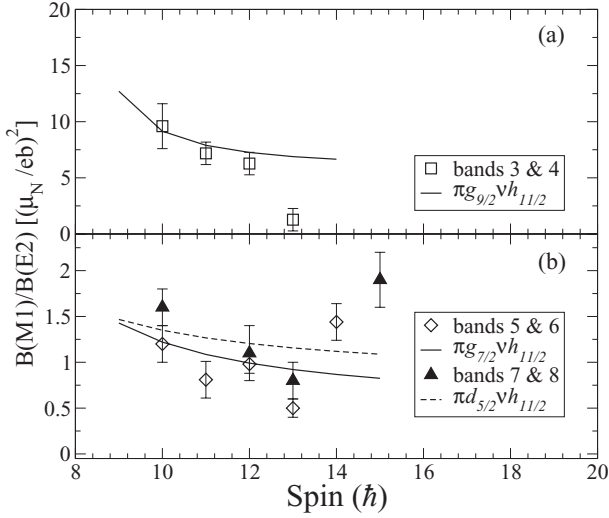 20
(a)
15
10
5
0
bands 3 & 4
πg9/2νh11/2
B(M1)/B(E2) [(μN /eb)²]
(b)
2
1.5
1
0.5
0
bands 5 & 6
πg7/2νh11/2
bands 7 & 8
πd5/2νh11/2
8 10 12 14 16 18 20
Spin (ħ)